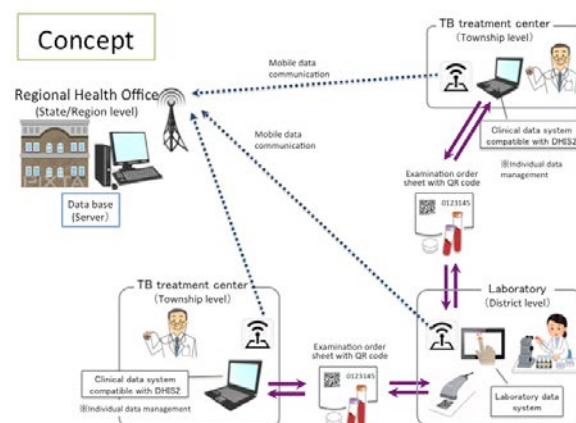 Concept
TB treatment center
(Township level)
Mobile data
communication
Regional Health Office
(State/Region level)
Clinical data system
compatible with DHIS2
※Individual data
management
Mobile data
communication
Examination order
sheet with QR code
0123145
Data base
(Server)
TB treatment center
(Township level)
Laboratory
(District level)
Examination order
sheet with QR code
0123145
Clinical data system
compatible with DHIS2
※Individual data management
Laboratory data
system